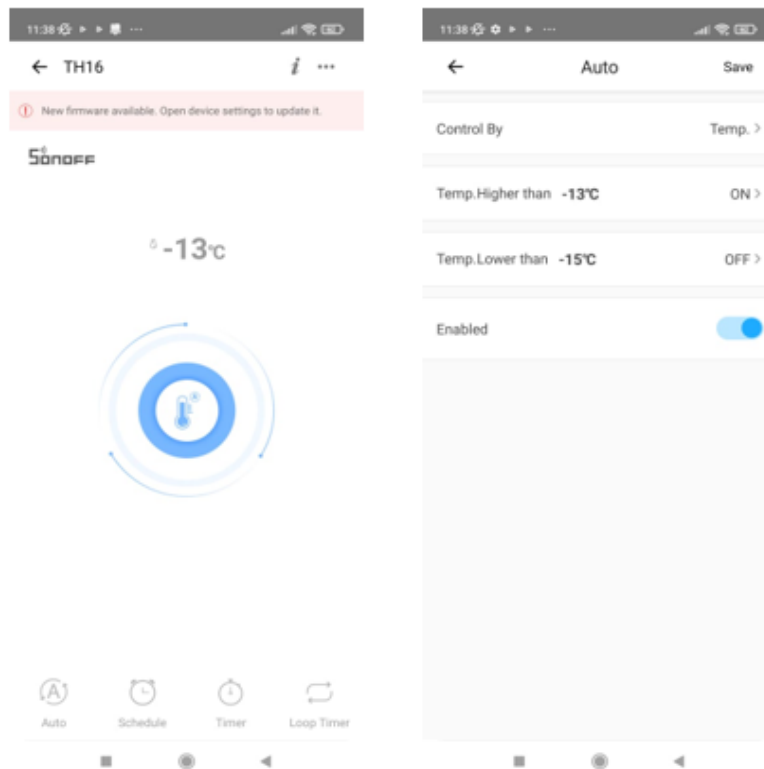 11:38
TH16
New firmware available. Open device settings to update it.
SONOFF
-13°C
Auto Schedule Timer Loop Timer
11:38
Auto Save
Control By Temp.
Temp.Higher than -13°C ON
Temp.Lower than -15°C OFF
Enabled